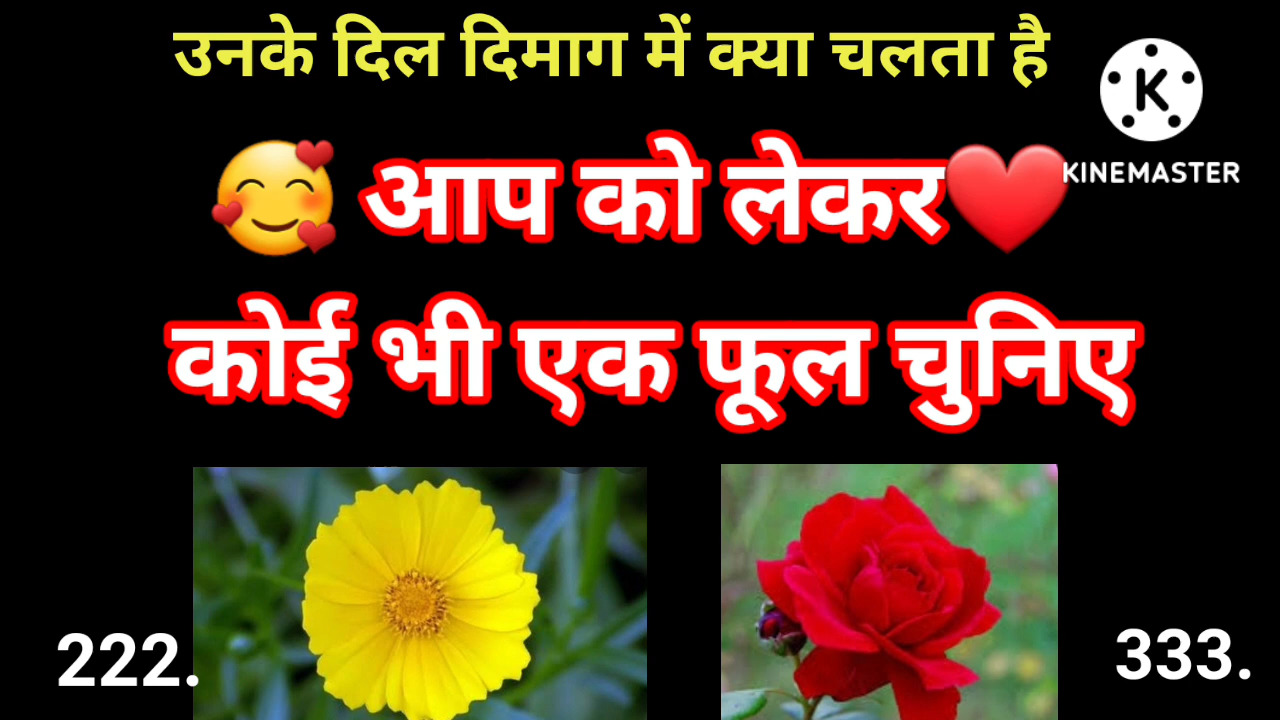 उनके दिल दिमाग में क्या चलता है
K
KINEMASTER
🥰 आप को लेकर❤️
कोई भी एक फूल चुनिए
222.
333.